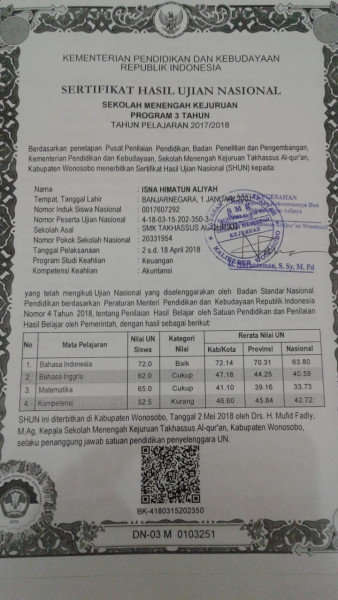 KEMENTERIAN PENDIDIKAN DAN KEBUDAYAAN
REPUBLIK INDONESIA
SERTIFIKAT HASIL UJIAN NASIONAL
SEKOLAH MENENGAH KEJURUAN
PROGRAM 3 TAHUN
TAHUN PELAJARAN 2017/2018
Berdasarkan penetapan Pusat Penilaian Pendidikan, Badan Penelitian dan Pengembangan,
Kementerian Pendidikan dan Kebudayaan, Sekolah Menengah Kejuruan Takhassus Al-qur'an,
Kabupaten Wonosobo menerbitkan Sertifikat Hasil Ujian Nasional (SHUN) kepada:
Nama : ISNA HIMATUN ALIYAH
Tempat, Tanggal Lahir : BANJARNEGARA, 1 JANUARI
Nomor Induk Siswa Nasional : 0017607292
Nomor Peserta Ujian Nasional : 4-18-03-15-202-350-3
Sekolah Asal : SMK TAKHASSUS AL-QUR'AN
Nomor Pokok Sekolah Nasional : 20331954
Tanggal Pelaksanaan : 2 s.d. 18 April 2018
Program Studi Keahlian : Keuangan
Kompetensi Keahlian : Akuntansi
SMK
KEJURUAN
KALIBEBER WONOSOBO
S. Sy, M. Pd
yang telah mengikuti Ujian Nasional yang diselenggarakan oleh Badan Standar Nasional
Pendidikan berdasarkan Peraturan Menteri Pendidikan dan Kebudayaan Republik Indonesia
Nomor 4 Tahun 2018, tentang Penilaian Hasil Belajar oleh Satuan Pendidikan dan Penilaian
Hasil Belajar oleh Pemerintah, dengan hasil sebagai berikut:
No Mata Pelajaran Nilai UN Siswa Kategori Nilai Rerata Nilai UN
Kab/Kota Provinsi Nasional
1. Bahasa Indonesia 72.0 Baik 72.14 70.31 63.80
2. Bahasa Inggris 62.0 Cukup 47.18 44.25 40.59
3. Matematika 65.0 Cukup 41.10 39.16 33.73
4. Kompetensi 52.5 Kurang 46.60 45.84 42.72
SHUN ini diterbitkan di Kabupaten Wonosobo, Tanggal 2 Mei 2018 oleh Drs. H. Mufid Fadly,
M.Ag, Kepala Sekolah Menengah Kejuruan Takhassus Al-qur'an, Kabupaten Wonosobo,
selaku penanggung jawab satuan pendidikan penyelenggara UN.
BK-4180315202350
DN-03 M 0103251